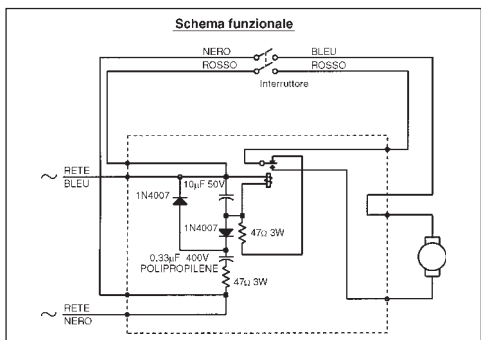 Schema funzionale
NERO BLEU
ROSSO ROSSO
Interruttore
RETE
BLEU
10µF 50V
1N4007
1N4007
47Ω 3W
0,33µF 400V
POLIPROPILENE
47Ω 3W
RETE
NERO